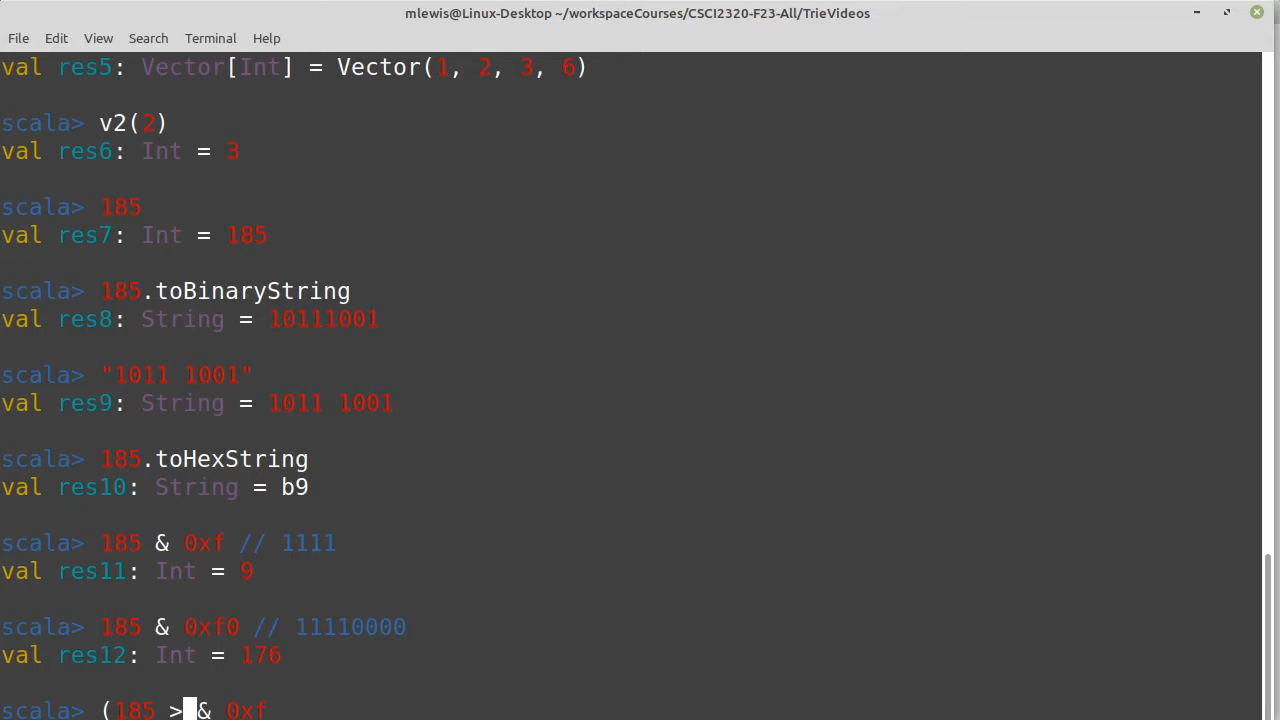 mlewis@Linux-Desktop ~/workspaceCourses/CSCI2320-F23-All/TrieVideos
File Edit View Search Terminal Help
val res5: Vector[Int] = Vector(1, 2, 3, 6)
scala> v2(2)
val res6: Int = 3
scala> 185
val res7: Int = 185
scala> 185.toBinaryString
val res8: String = 10111001
scala> "1011 1001"
val res9: String = 1011 1001
scala> 185.toHexString
val res10: String = b9
scala> 185 & 0xf // 1111
val res11: Int = 9
scala> 185 & 0xf0 // 11110000
val res12: Int = 176
scala> (185 > & 0xf